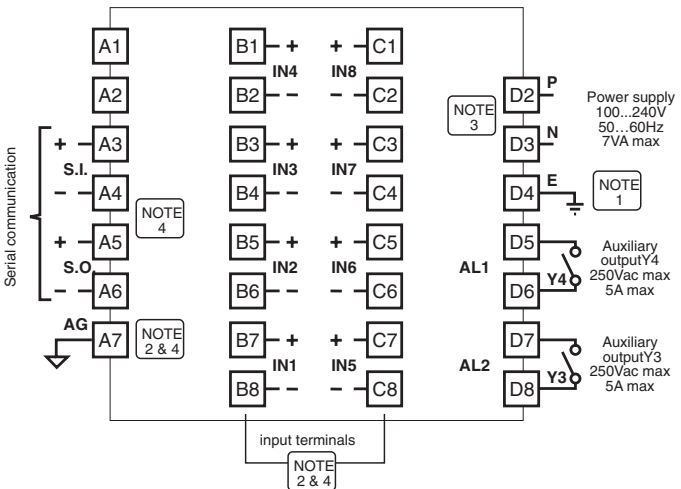 A1
B1 – + + – C1
IN4 IN8
A2
B2 – – – – C2
D2 P
NOTE
3
Power supply
100...240V
50...60Hz
7VA max
Serial communication
+ – A3
B3 – + + – C3
D3 N
S.I.
IN3 IN7
– – A4
B4 – – – – C4
D4 E
NOTE
1
NOTE
4
+ – A5
B5 – + + – C5
D5
S.O.
IN2 IN6
AL1
Auxiliary
outputY4
250Vac max
5A max
– – A6
B6 – – – – C6
D6 Y4
AG
A7
NOTE
2 & 4
B7 – + + – C7
D7
IN1 IN5
AL2
Auxiliary
outputY3
250Vac max
5A max
B8 – – – – C8
D8 Y3
input terminals
NOTE
2 & 4